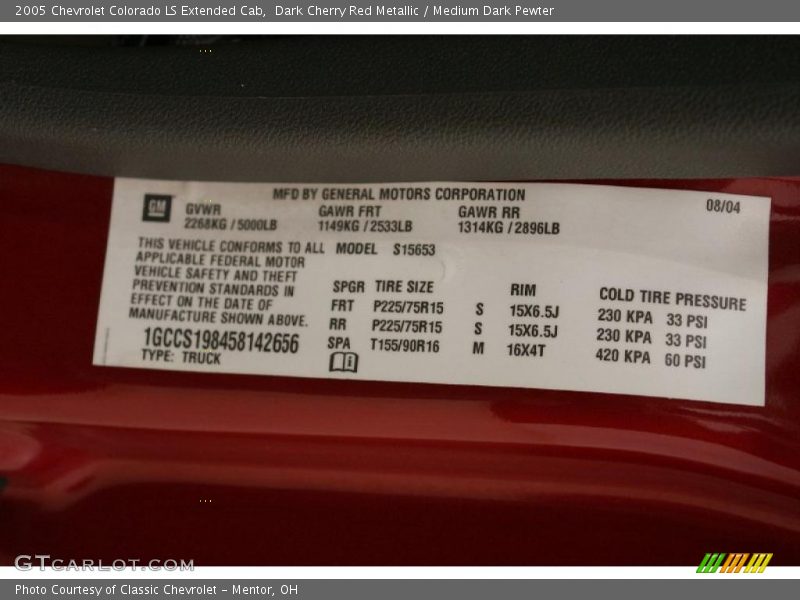 2005 Chevrolet Colorado LS Extended Cab,  Dark Cherry Red Metallic / Medium Dark Pewter
MFD BY GENERAL MOTORS CORPORATION
08/04
GM
GVWR GAWR FRT GAWR RR
2268KG / 5000LB 1149KG / 2533LB 1314KG / 2896LB
THIS VEHICLE CONFORMS TO ALL MODEL S15653
APPLICABLE FEDERAL MOTOR
VEHICLE SAFETY AND THEFT
PREVENTION STANDARDS IN
EFFECT ON THE DATE OF
MANUFACTURE SHOWN ABOVE.
1GCCS198458142656
TYPE: TRUCK
SPGR TIRE SIZE RIM COLD TIRE PRESSURE
FRT P225/75R15 S 15X6.5J 230 KPA 33 PSI
RR P225/75R15 S 15X6.5J 230 KPA 33 PSI
SPA T155/90R16 M 16X4T 420 KPA 60 PSI
GTCARLOT.COM
Photo Courtesy of Classic Chevrolet - Mentor, OH